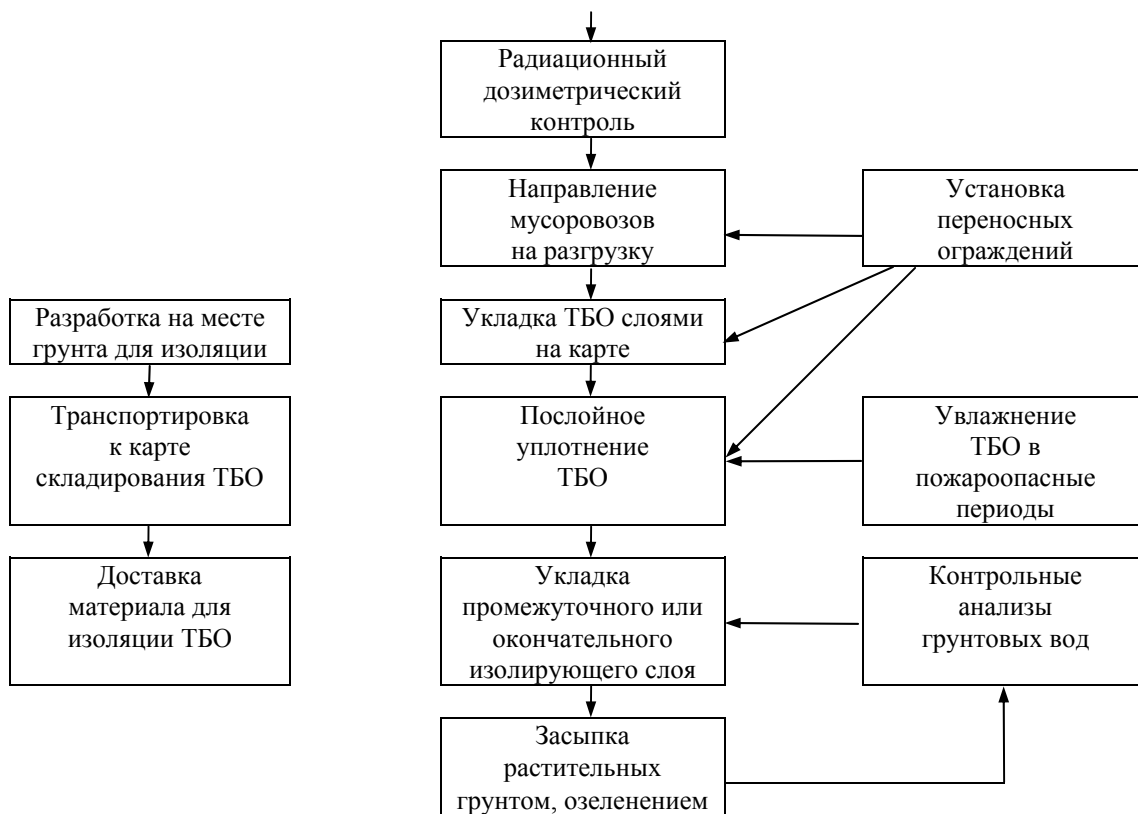 Радиационный
дозиметрический
контроль
Направление
мусоровозов
на разгрузку
Установка
переносных
ограждений
Разработка на месте
грунта для изоляции
Укладка ТБО слоями
на карте
Транспортировка
к карте
складирования ТБО
Послойное
уплотнение
ТБО
Увлажнение
ТБО в
пожароопасные
периоды
Доставка
материала для
изоляции ТБО
Укладка
промежуточного или
окончательного
изолирующего слоя
Контрольные
анализы
грунтовых вод
Засыпка
растительных
грунтом, озеленением